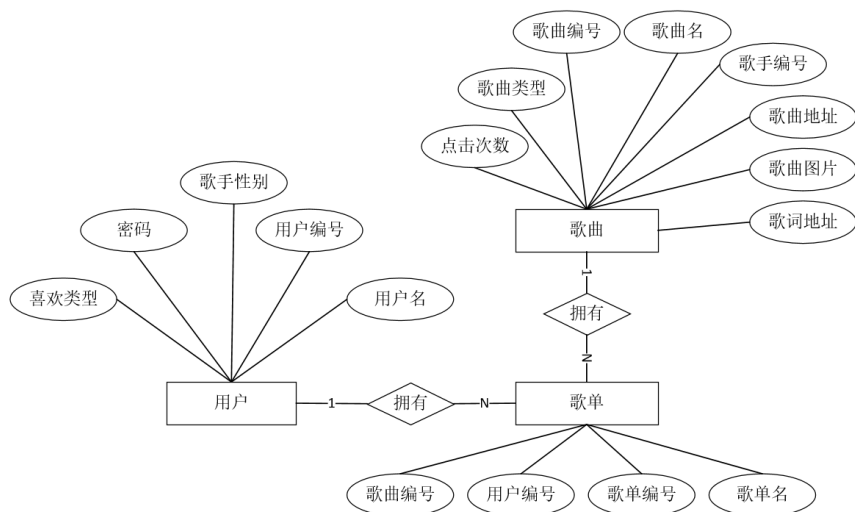 歌曲编号
歌曲名
歌手编号
歌曲类型
歌曲地址
点击次数
歌曲图片
歌手性别
歌词地址
密码
用户编号
歌曲
喜欢类型
用户名
1
拥有
N
用户
1
拥有
N
歌单
歌曲编号
用户编号
歌单编号
歌单名